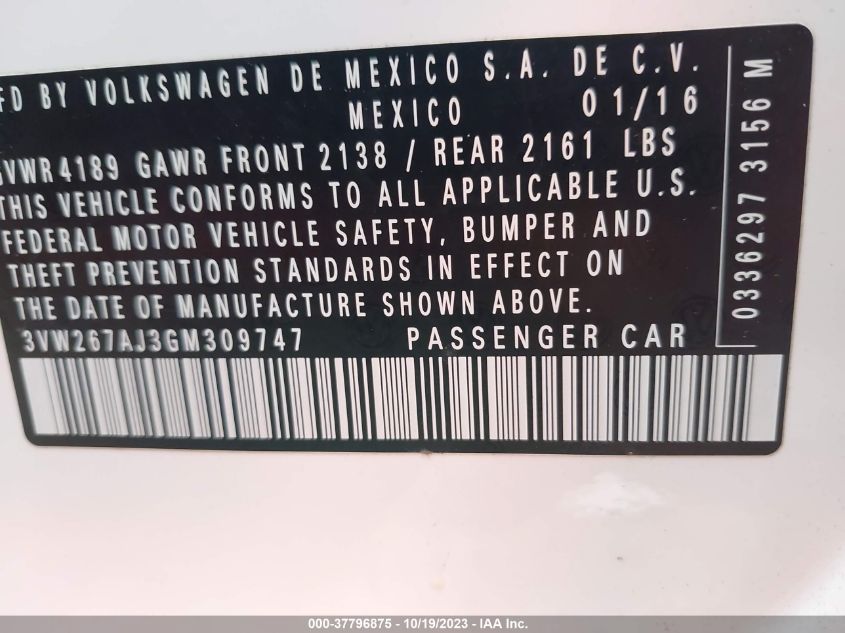 FD BY VOLKSWAGEN DE MEXICO S.A. DE C.V.
MEXICO 01/16
GVWR4189 GAWR FRONT 2138 / REAR 2161 LBS
THIS VEHICLE CONFORMS TO ALL APPLICABLE U.S.
FEDERAL MOTOR VEHICLE SAFETY, BUMPER AND
THEFT PREVENTION STANDARDS IN EFFECT ON
THE DATE OF MANUFACTURE SHOWN ABOVE.
3VW267AJ3GM309747 PASSENGER CAR
0336297 3156 M
000-37796875 - 10/19/2023 - IAA Inc.